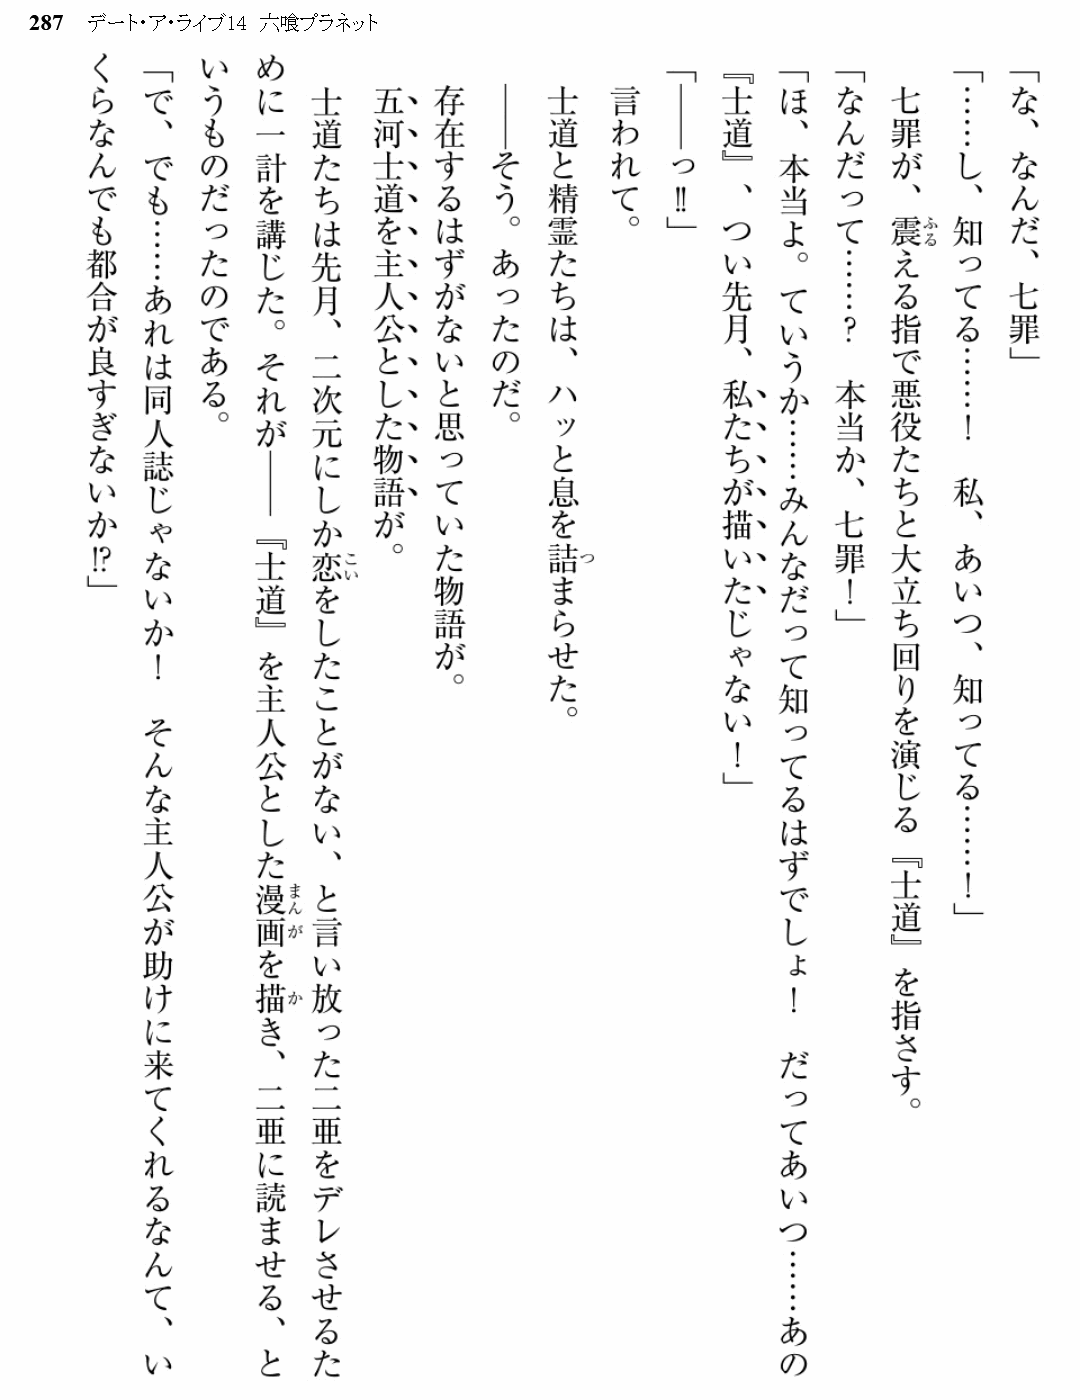 287 デート・ア・ライブ14 六喰プラネット
「な、なんだ、七罪」
「……し、知ってる……！　私、あいつ、知ってる……！」
七罪が、震える指で悪役たちと大立ち回りを演じる『士道』を指さす。
「なんだって……？　本当か、七罪！」
「ほ、本当よ。ていうか……みんなだって知ってるはずでしょ！　だってあいつ……あの
『士道』、つい先月、私たちが描いたじゃない！」
「――っ!!」
言われて。
士道と精霊たちは、ハッと息を詰まらせた。
――そう。あったのだ。
存在するはずがないと思っていた物語が。
五河士道を主人公とした物語が。
士道たちは先月、二次元にしか恋をしたことがない、と言い放った二亜をデレさせるた
めに一計を講じた。それが――『士道』を主人公とした漫画を描き、二亜に読ませる、と
いうものだったのである。
「で、でも……あれは同人誌じゃないか！　そんな主人公が助けに来てくれるなんて、い
くらなんでも都合が良すぎないか!?」